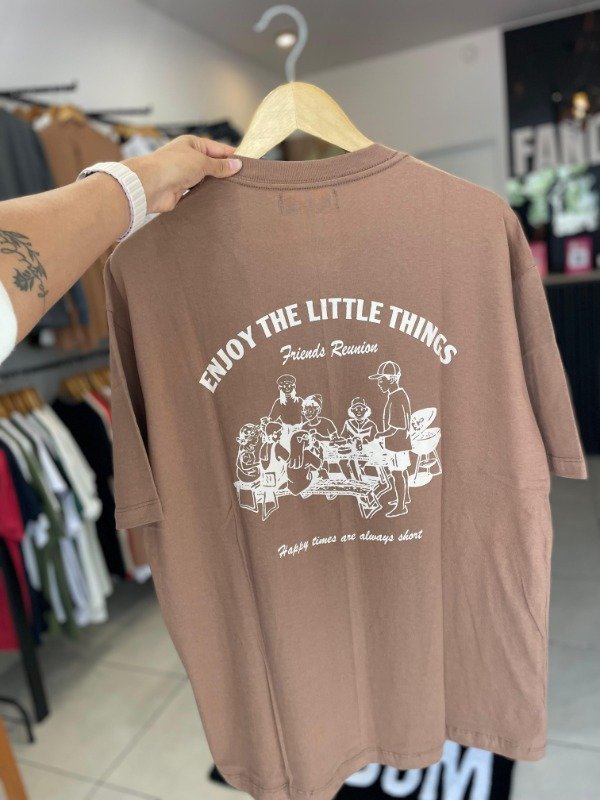 ENJOY THE LITTLE THINGS
Friends Reunion
Happy times are always short